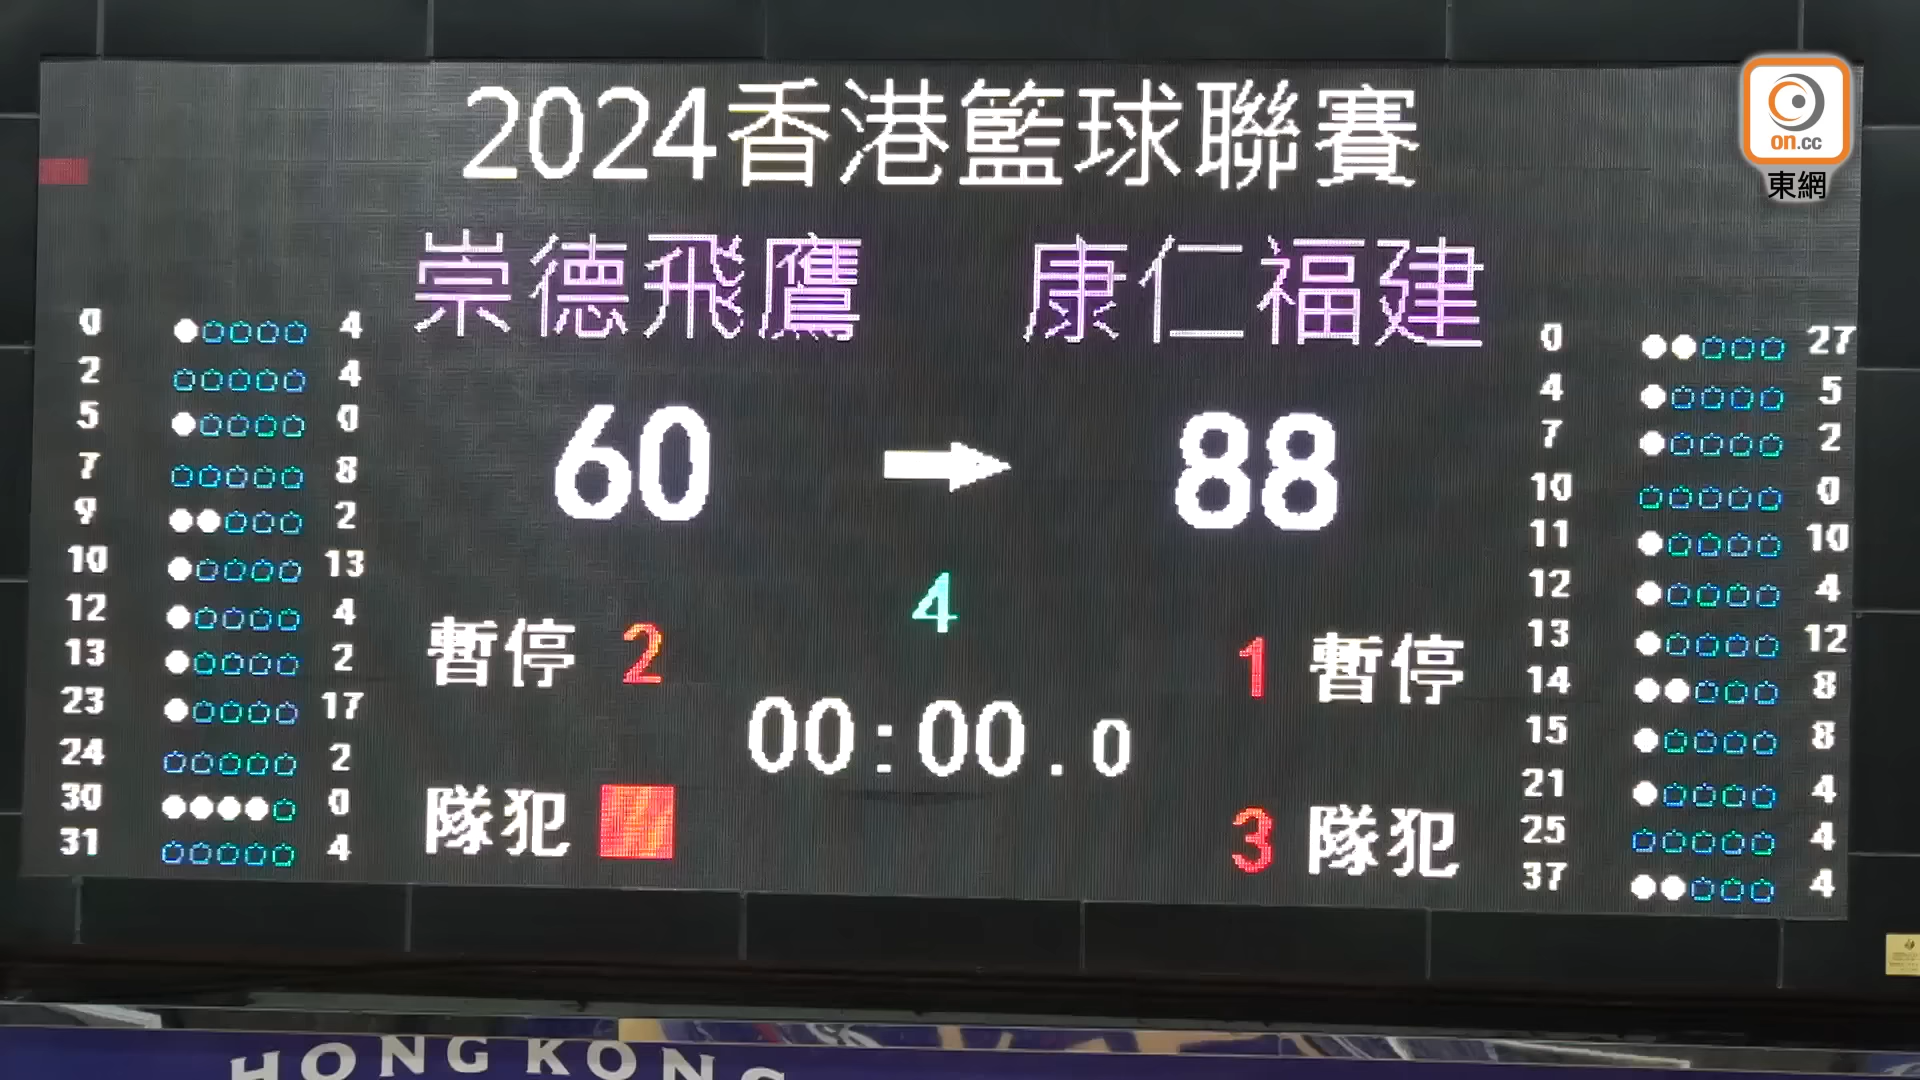 2024香港籃球聯賽
on.cc
東網
崇德飛鷹 康仁福建
60 → 88
4
暫停 2
1 暫停
00:00.0
隊犯
3 隊犯
0 4
2 4
5 0
7 8
9 2
10 13
12 4
13 2
23 17
24 2
30 0
31 4
0 27
4 5
7 2
10 0
11 10
12 4
13 12
14 8
15 8
21 4
25 4
37 4
HONG KONG